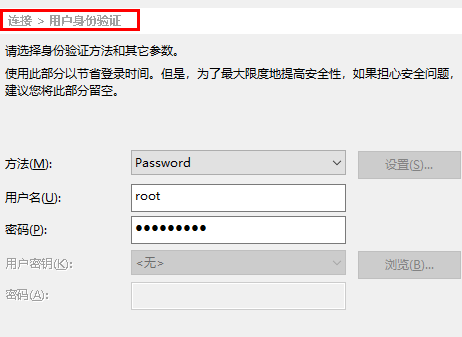 连接 > 用户身份验证
请选择身份验证方法和其它参数。
使用此部分以节省登录时间。但是，为了最大限度地提高安全性，如果担心安全问题，
建议您将此部分留空。
方法(M): Password 设置(S)...
用户名(U): root
密码(P): ●●●●●●●●●
用户密钥(K): <无> 浏览(B)...
密码(A):